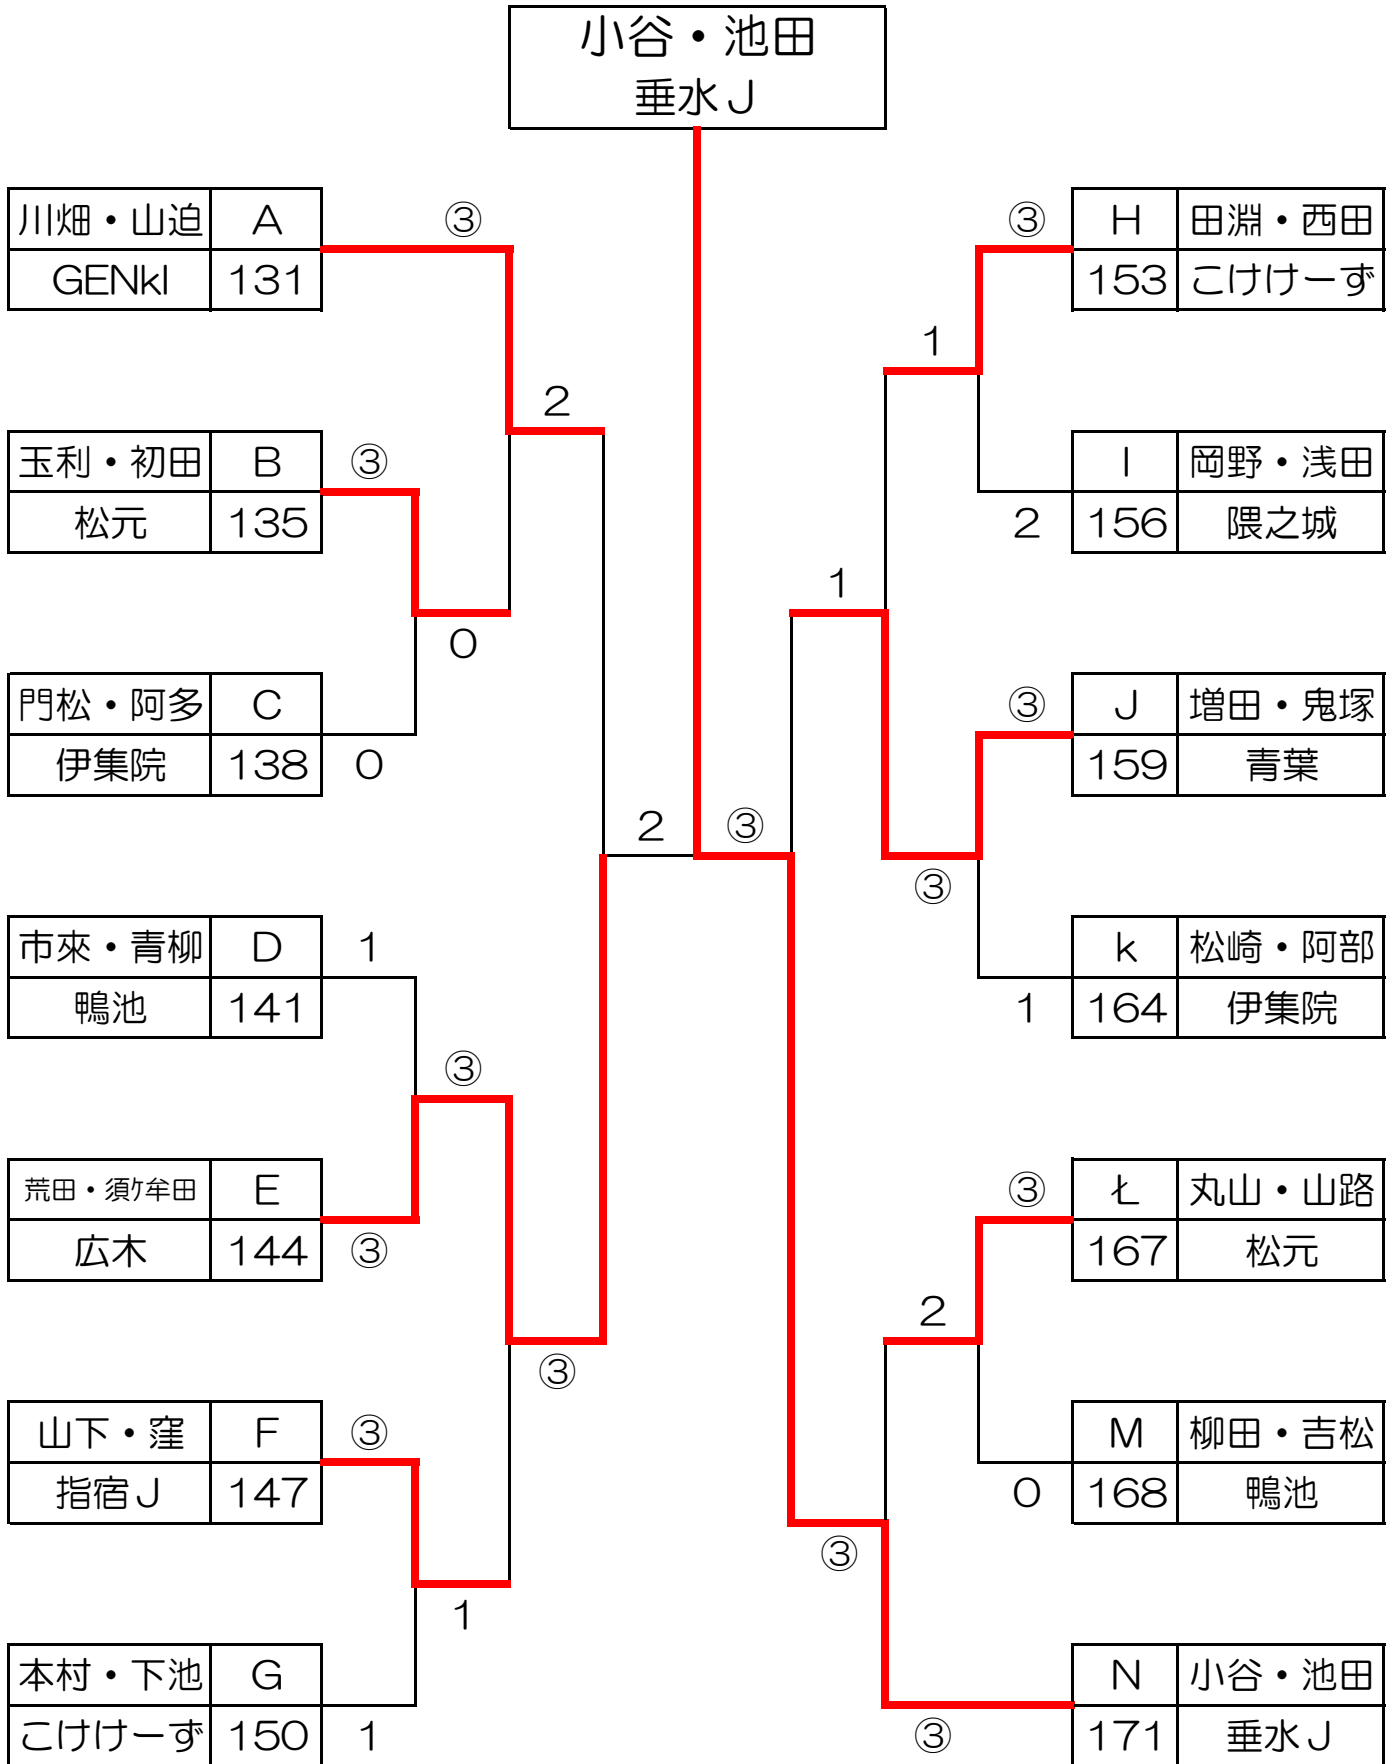 小谷・池田
垂水J
川畑・山迫 A ③
GENkI 131
玉利・初田 B ③
松元 135
0
門松・阿多 C
伊集院 138 0
2
市來・青柳 D 1
鴨池 141
③
荒田・須ケ牟田 E
広木 144 ③
③
山下・窪 F ③
指宿J 147
1
本村・下池 G
こけけーず 150 1
2 ③
③ H 田淵・西田
153 こけけーず
1
I 岡野・浅田
2 156 隈之城
1
③ J 増田・鬼塚
159 青葉
③
k 松崎・阿部
1 164 伊集院
③ Ł 丸山・山路
167 松元
2
M 柳田・吉松
0 168 鴨池
③
N 小谷・池田
③ 171 垂水J